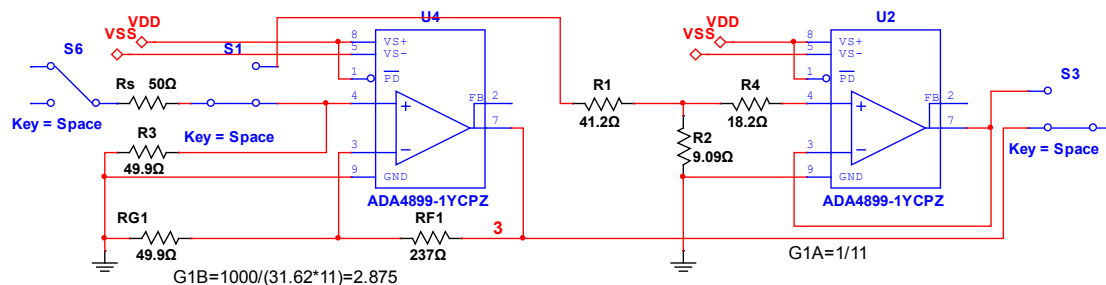 VDD
VSS
S6
S1
U4
U2
S3
8
VS+
5
VS-
1
PD
Rs
50Ω
4
FB
2
7
Key = Space
R3
49.9Ω
Key = Space
3
9
GND
ADA4899-1YCPZ
RG1
49.9Ω
RF1
237Ω
3
G1B=1000/(31.62*11)=2.875
R1
41.2Ω
R2
9.09Ω
R4
18.2Ω
VDD
VSS
8
VS+
5
VS-
1
PD
4
FB
2
7
3
9
GND
ADA4899-1YCPZ
Key = Space
G1A=1/11